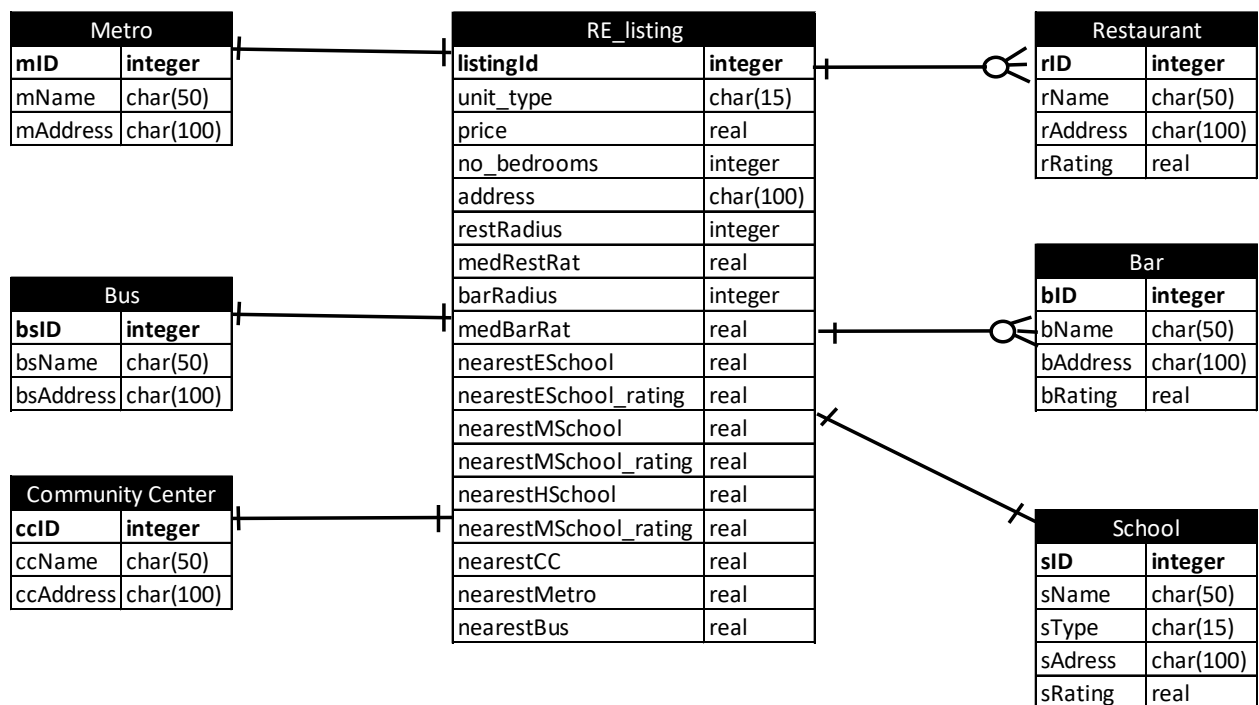 Metro
mID integer
mName char(50)
mAddress char(100)
Bus
bsID integer
bsName char(50)
bsAddress char(100)
Community Center
ccID integer
ccName char(50)
ccAddress char(100)
RE_listing
listingId integer
unit_type char(15)
price real
no_bedrooms integer
address char(100)
restRadius integer
medRestRat real
barRadius integer
medBarRat real
nearestESchool real
nearestESchool_rating real
nearestMSchool real
nearestMSchool_rating real
nearestHSchool real
nearestMSchool_rating real
nearestCC real
nearestMetro real
nearestBus real
Restaurant
rID integer
rName char(50)
rAddress char(100)
rRating real
Bar
bID integer
bName char(50)
bAddress char(100)
bRating real
School
sID integer
sName char(50)
sType char(15)
sAdress char(100)
sRating real